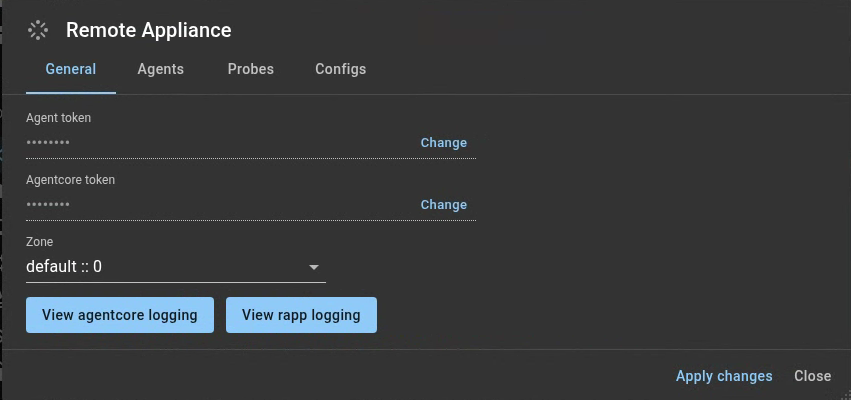 Remote Appliance
General Agents Probes Configs
Agent token
•••••••• Change
Agentcore token
•••••••• Change
Zone
default :: 0
View agentcore logging View rapp logging
Apply changes Close